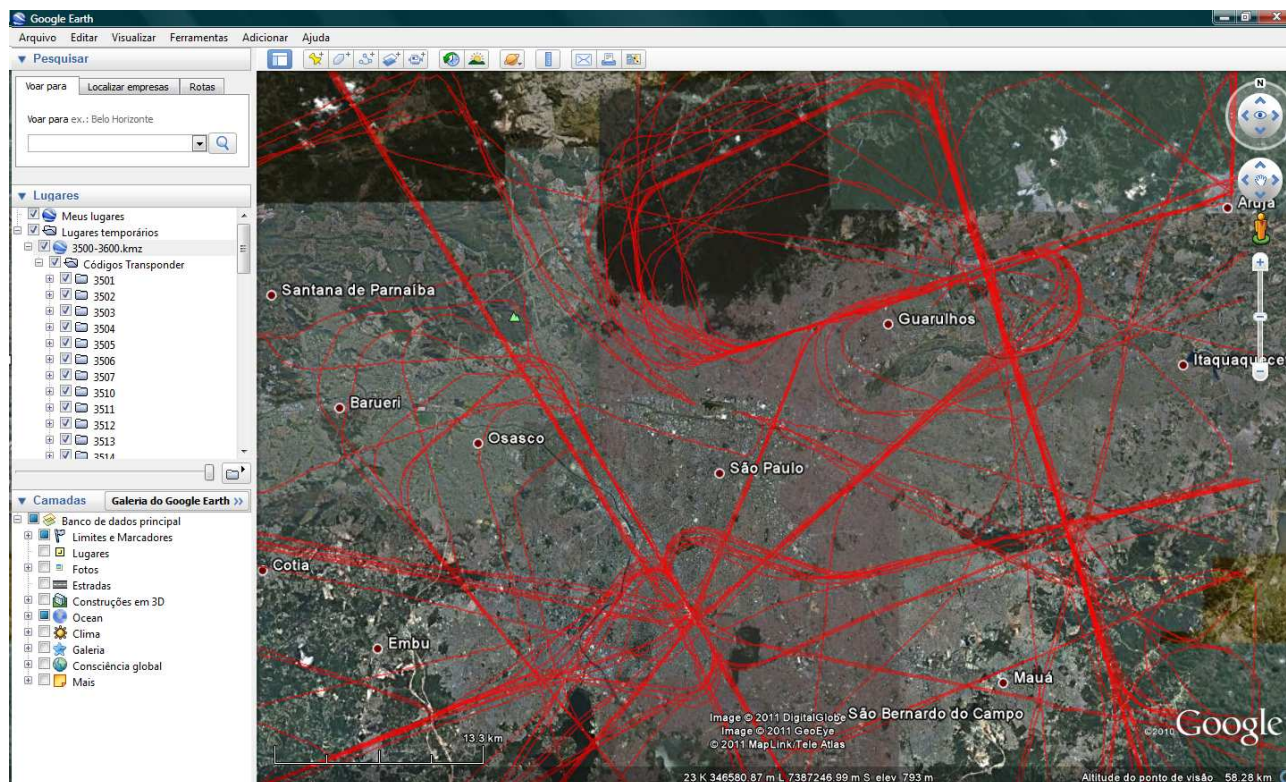 Google Earth
Arquivo Editar Visualizar Ferramentas Adicionar Ajuda
Pesquisar
Voar para Localizar empresas Rotas
Voar para ex.: Belo Horizonte
Lugares
Meus lugares
Lugares temporários
3500-3600.kmz
Códigos Transponder
3501
3502
3503
3504
3505
3506
3507
3510
3511
3512
3513
3514
Camadas Galeria do Google Earth >>
Banco de dados principal
Limites e Marcadores
Lugares
Fotos
Estradas
Construções em 3D
Ocean
Clima
Galeria
Consciência global
Mais
N
Arujá
Santana de Parnaíba
Guarulhos
Itaquaquece
Barueri
Osasco
São Paulo
Cotia
Embu
Mauá
São Bernardo do Campo
Image © 2011 DigitalGlobe
Image © 2011 GeoEye
© 2011 MapLink/Tele Atlas
©2010 Google
13.3 km
23 K 346580.87 m L 7387246.99 m S elev 793 m
Altitude do ponto de visão 58.28 km